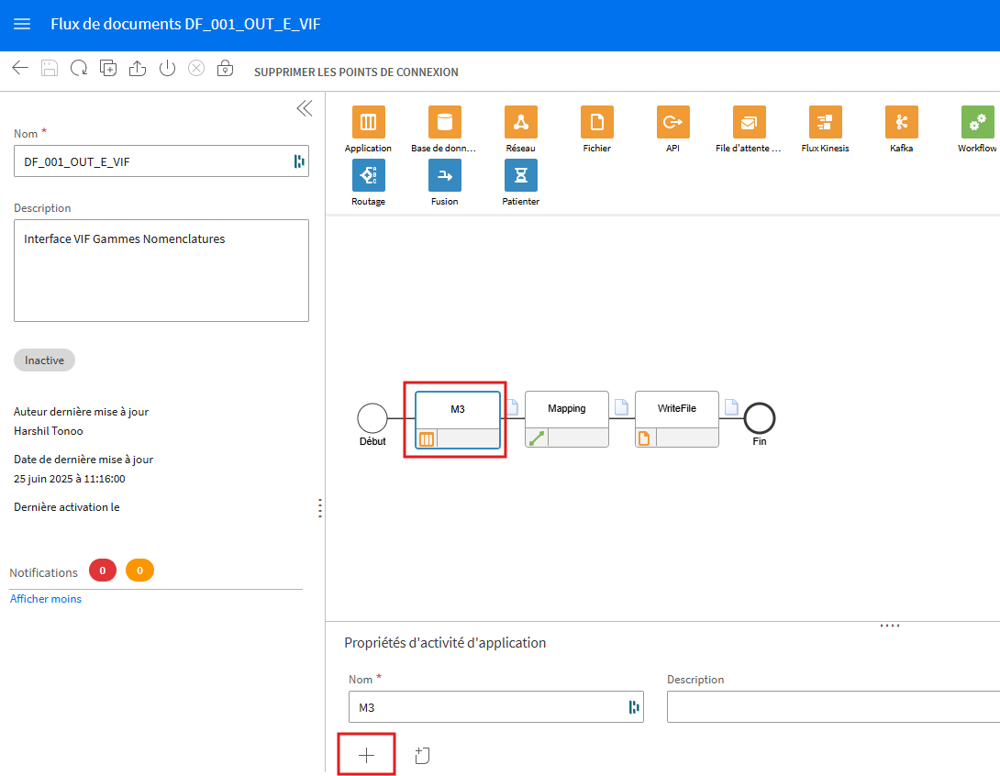 Flux de documents DF_001_OUT_E_VIF
SUPPRIMER LES POINTS DE CONNEXION
Nom *
DF_001_OUT_E_VIF
Description
Interface VIF Gammes Nomenclatures
Inactive
Auteur dernière mise à jour
Harshil Tonoo
Date de dernière mise à jour
25 juin 2025 à 11:16:00
Dernière activation le
Notifications 0 0
Afficher moins
Application Base de donn... Réseau Fichier API File d'attente ... Flux Kinesis Kafka Workflow
Routage Fusion Patienter
M3 Mapping WriteFile
Début Fin
Propriétés d'activité d'application
Nom * Description
M3